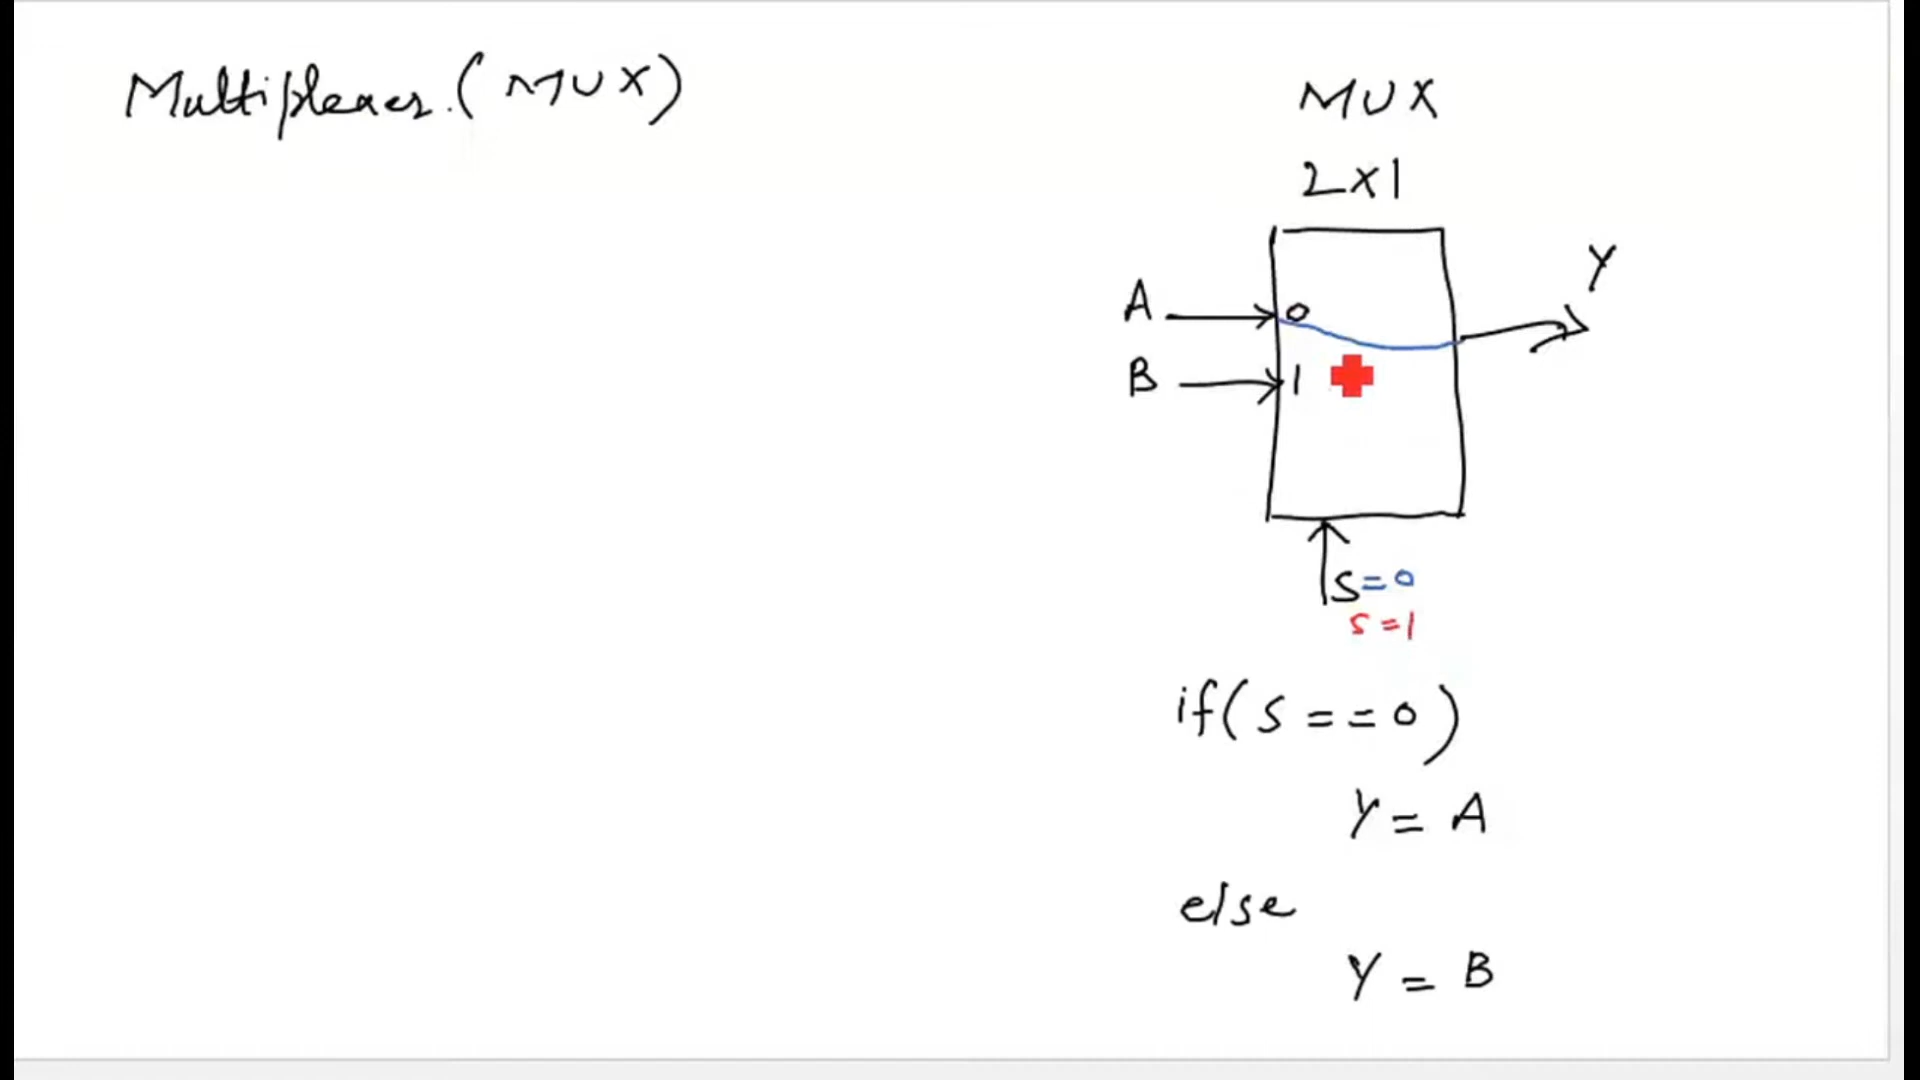 Multiplexer. (MUX)
MUX
2x1
A
0
Y
B
1
S=0
S=1
if(S==0)
Y=A
else
Y=B